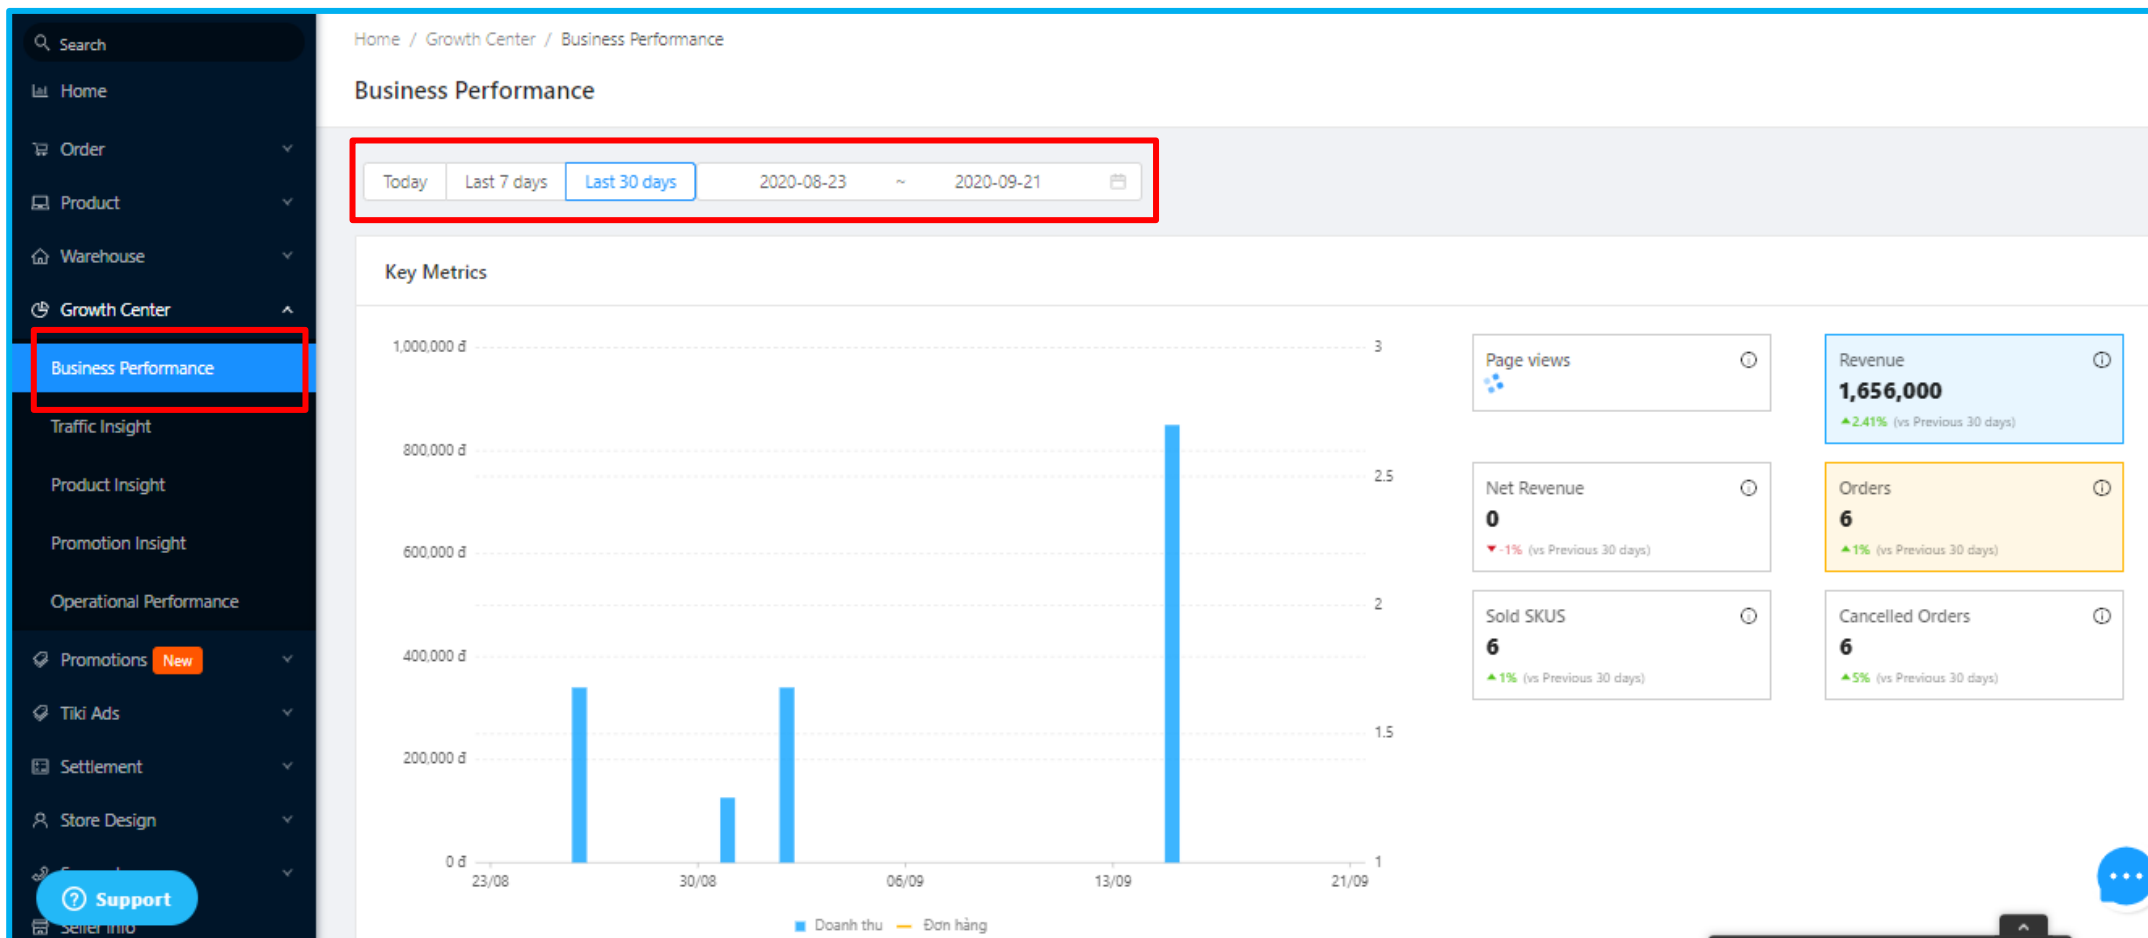 Search
Home
Order
Product
Warehouse
Growth Center
Business Performance
Traffic Insight
Product Insight
Promotion Insight
Operational Performance
Promotions New
Tiki Ads
Settlement
Store Design
Support
Seller Info
Home / Growth Center / Business Performance
Business Performance
Today Last 7 days Last 30 days 2020-08-23 ~ 2020-09-21
Key Metrics
1,000,000 đ
800,000 đ
600,000 đ
400,000 đ
200,000 đ
0 đ
3
2.5
2
1.5
1
23/08 30/08 06/09 13/09 21/09
Doanh thu Đơn hàng
Page views
Revenue
1,656,000
2.41% (vs Previous 30 days)
Net Revenue
0
-1% (vs Previous 30 days)
Orders
6
1% (vs Previous 30 days)
Sold SKUS
6
1% (vs Previous 30 days)
Cancelled Orders
6
5% (vs Previous 30 days)